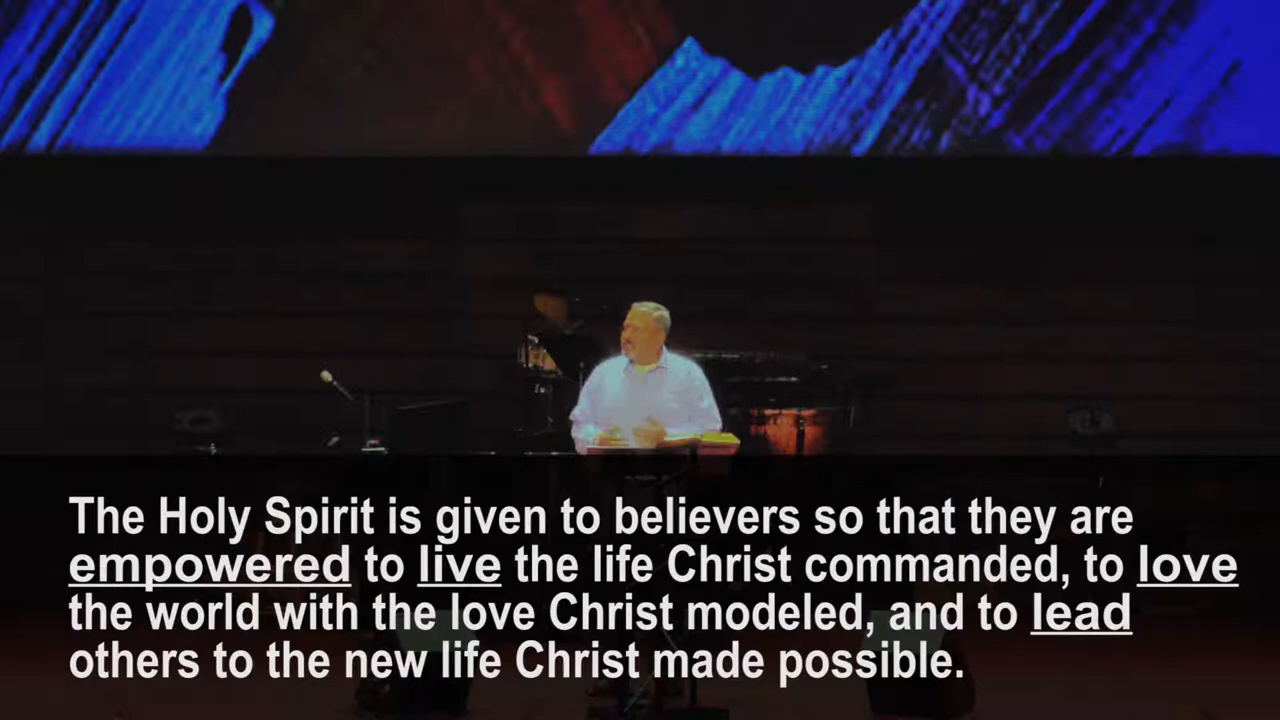 The Holy Spirit is given to believers so that they are
empowered to live the life Christ commanded, to love
the world with the love Christ modeled, and to lead
others to the new life Christ made possible.